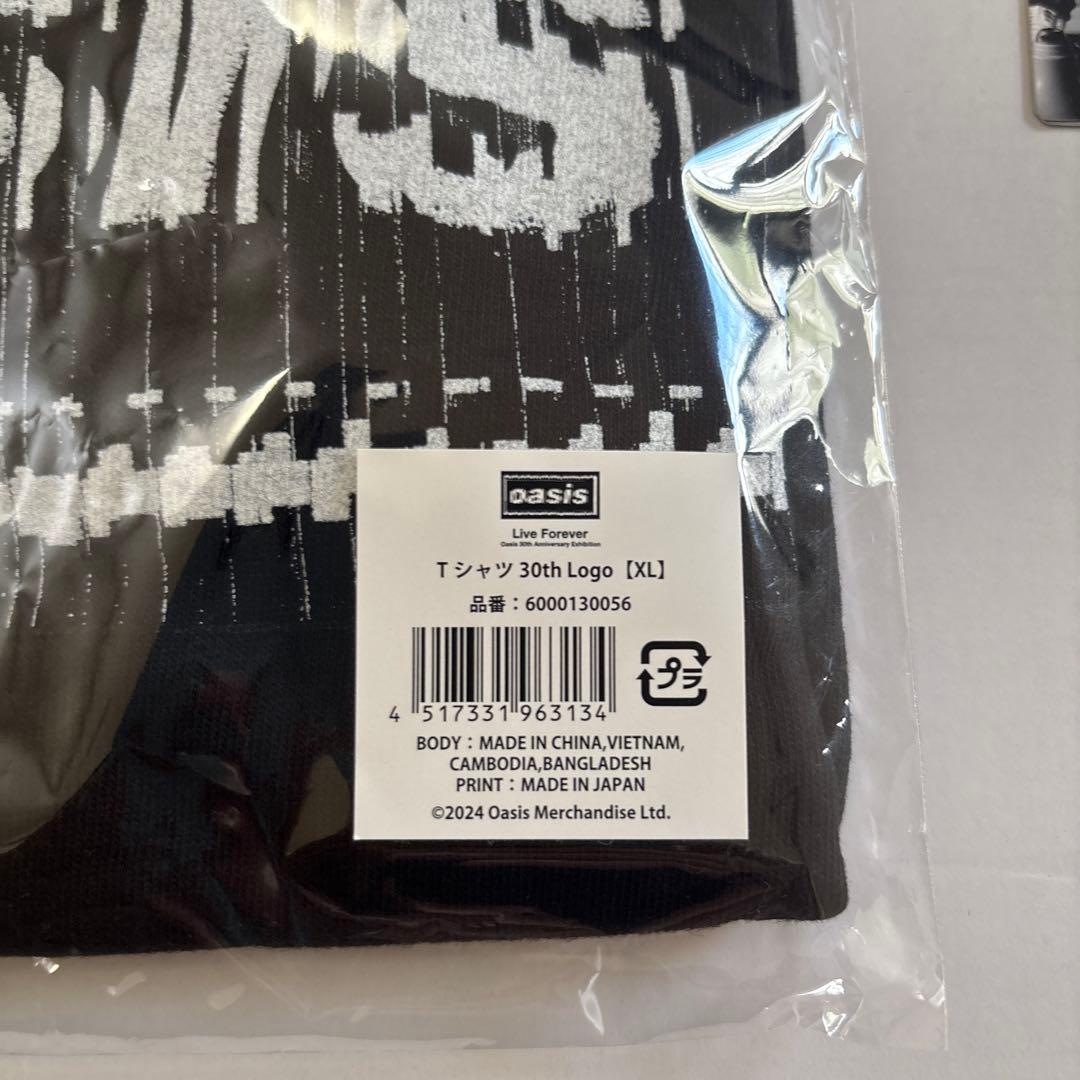 oasis
Live Forever
Oasis 30th Anniversary Exhibition
Tシャツ 30th Logo【XL】
品番：6000130056
プラ
4 517331 963134
BODY：MADE IN CHINA,VIETNAM,
CAMBODIA,BANGLADESH
PRINT：MADE IN JAPAN
©2024 Oasis Merchandise Ltd.